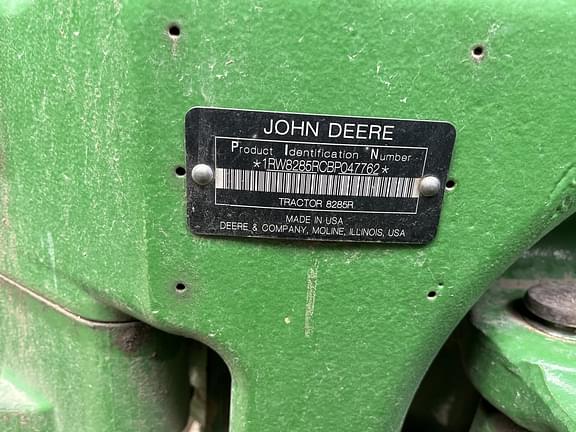 JOHN DEERE
Product Identification Number
*1RW8285RCBP047762*
TRACTOR 8285R
MADE IN USA
DEERE & COMPANY, MOLINE, ILLINOIS, USA